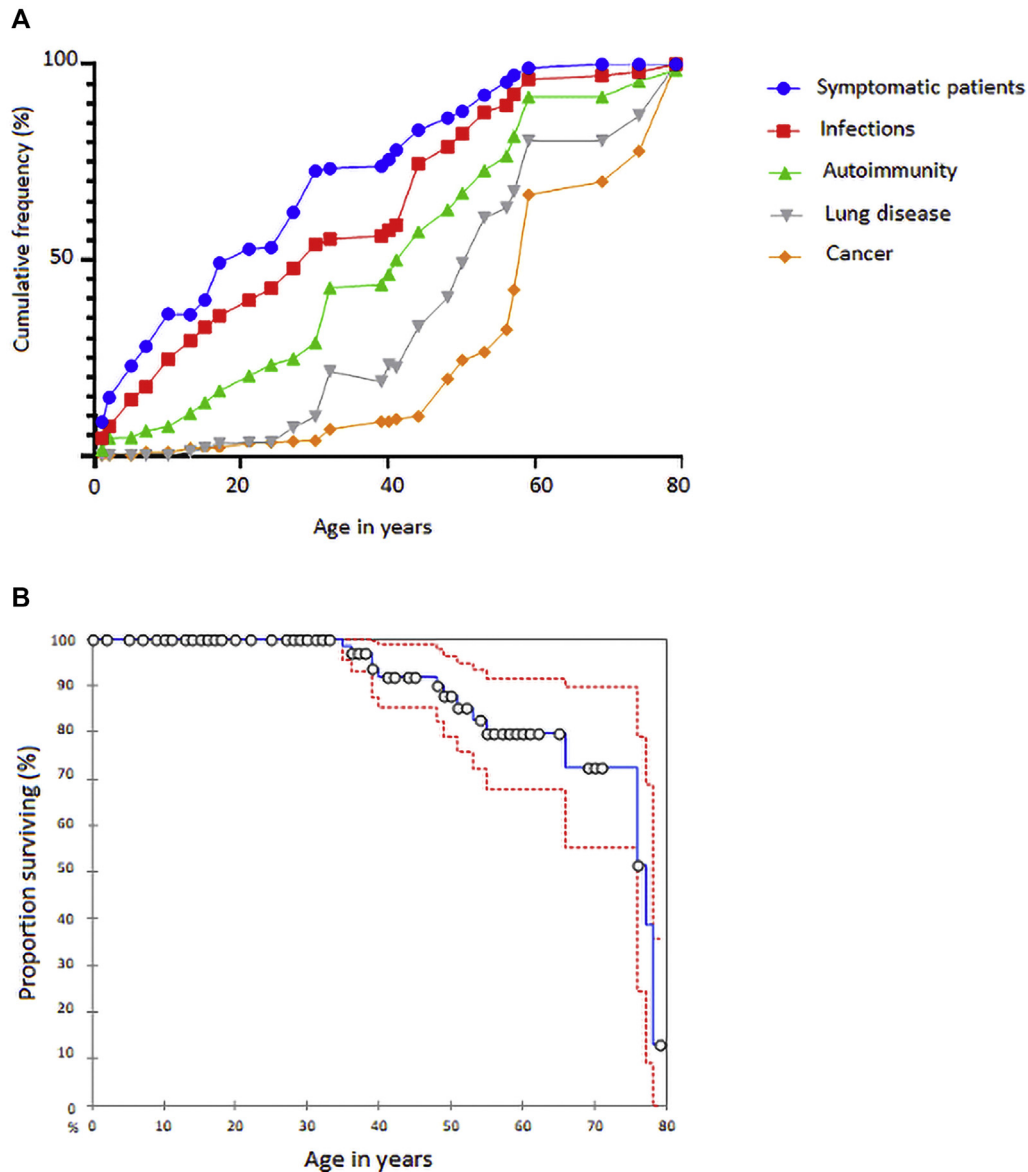 A
Cumulative frequency (%)
100
50
0
20
40
60
80
Age in years
Symptomatic patients
Infections
Autoimmunity
Lung disease
Cancer
B
Proportion surviving (%)
100
90
80
70
60
50
40
30
20
10
0
%
0
10
20
30
40
50
60
70
80
Age in years